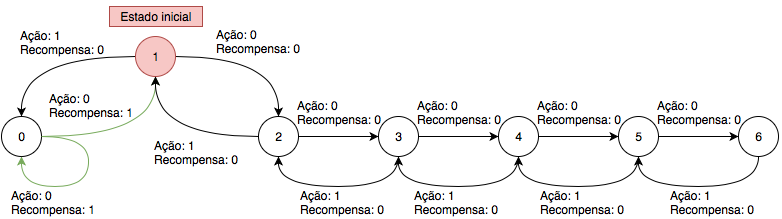 Estado inicial
Ação: 1
Recompensa: 0
1
Ação: 0
Recompensa: 0
Ação: 0
Recompensa: 1
0
Ação: 1
Recompensa: 0
2
Ação: 0
Recompensa: 0
3
Ação: 0
Recompensa: 0
4
Ação: 0
Recompensa: 0
5
Ação: 0
Recompensa: 0
6
Ação: 0
Recompensa: 1
Ação: 1
Recompensa: 0
Ação: 1
Recompensa: 0
Ação: 1
Recompensa: 0
Ação: 1
Recompensa: 0